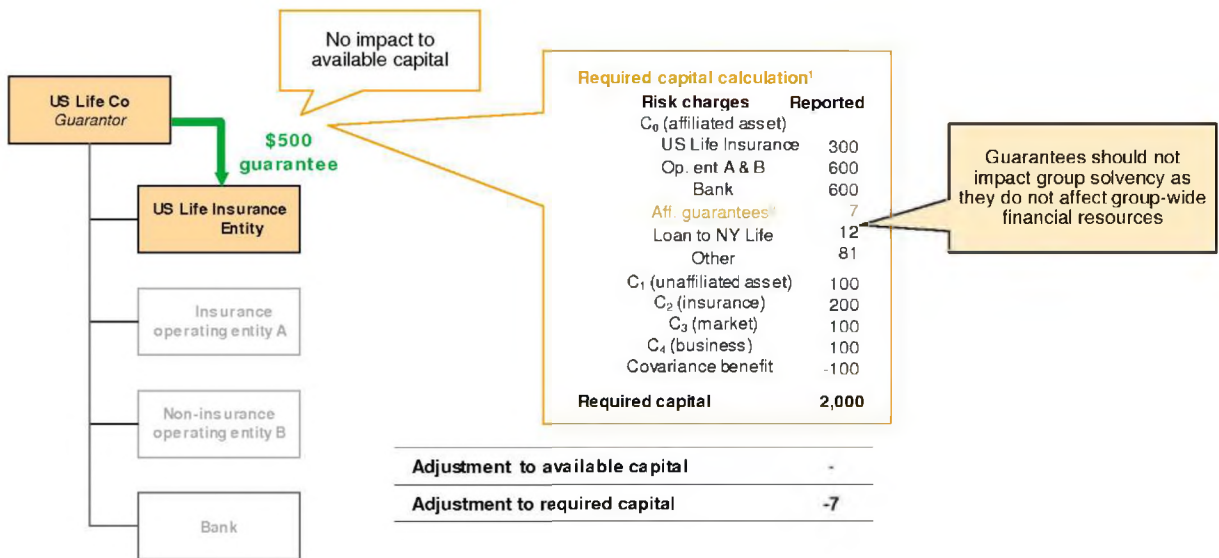 No impact to
available capital
US Life Co
Guarantor
$500
guarantee
US Life Insurance
Entity
Insurance
operating entity A
Non-insurance
operating entity B
Bank
Required capital calculation¹
Risk charges Reported
C₀ (affiliated asset)
US Life Insurance 300
Op. ent A & B 600
Bank 600
Aff. guarantees 7
Loan to NY Life 12
Other 81
C₁ (unaffiliated asset) 100
C₂ (insurance) 200
C₃ (market) 100
C₄ (business) 100
Covariance benefit -100
Required capital 2,000
Guarantees should not
impact group solvency as
they do not affect group-wide
financial resources
Adjustment to available capital -
Adjustment to required capital -7